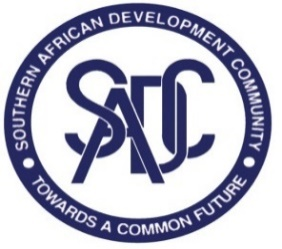 SOUTHERN AFRICAN DEVELOPMENT COMMUNITY
SADC
TOWARDS A COMMON FUTURE